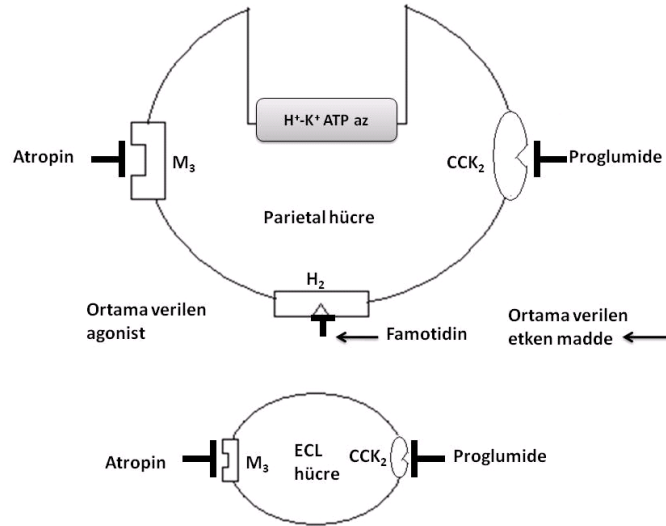 H⁺-K⁺ ATP az
Atropin
M₃
CCK₂
Proglumide
Parietal hücre
H₂
Ortama verilen
agonist
Famotidin
Ortama verilen
etken madde
Atropin
M₃
ECL
hücre
CCK₂
Proglumide